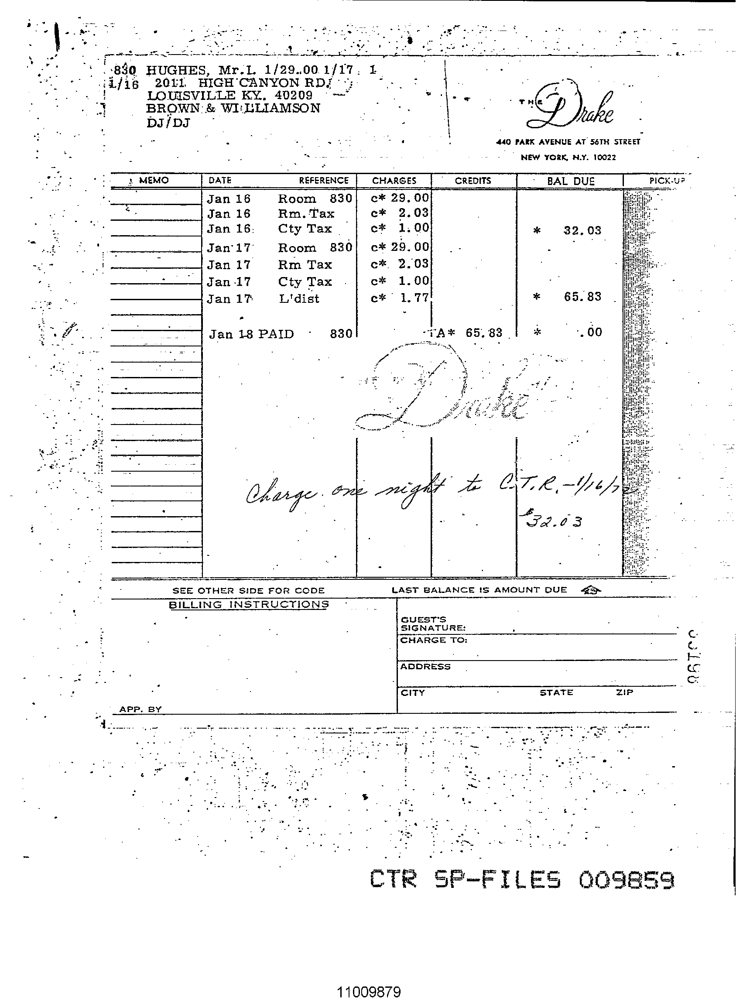 830 HUGHES, Mr. I. 1/29.00 1/17 1
1/16 2011 HIGH CANYON RD.
LOUISVILLE KY. 40209
BROWN & WILLIAMSON
DJ/DJ
THE Drake
440 PARK AVENUE AT 56TH STREET
NEW YORK, N.Y. 10022
MEMO DATE REFERENCE CHARGES CREDITS BAL DUE PICK-UP
Jan 16 Room 830 c* 29.00
Jan 16 Rm. Tax c* 2.03
Jan 16 Cty Tax c* 1.00 * 32.03
Jan 17 Room 830 c* 29.00
Jan 17 Rm Tax c* 2.03
Jan 17 Cty Tax c* 1.00
Jan 17 L'dist c* 1.77 * 65.83
Jan 18 PAID 830 TA* 65.83 * .00
The Drake
Charge one night to C.T.R. - 1/16/72
$32.03
SEE OTHER SIDE FOR CODE LAST BALANCE IS AMOUNT DUE
BILLING INSTRUCTIONS
GUEST'S
SIGNATURE:
CHARGE TO:
ADDRESS
CITY STATE ZIP
APP. BY
CTR SP-FILES 009859
11009879